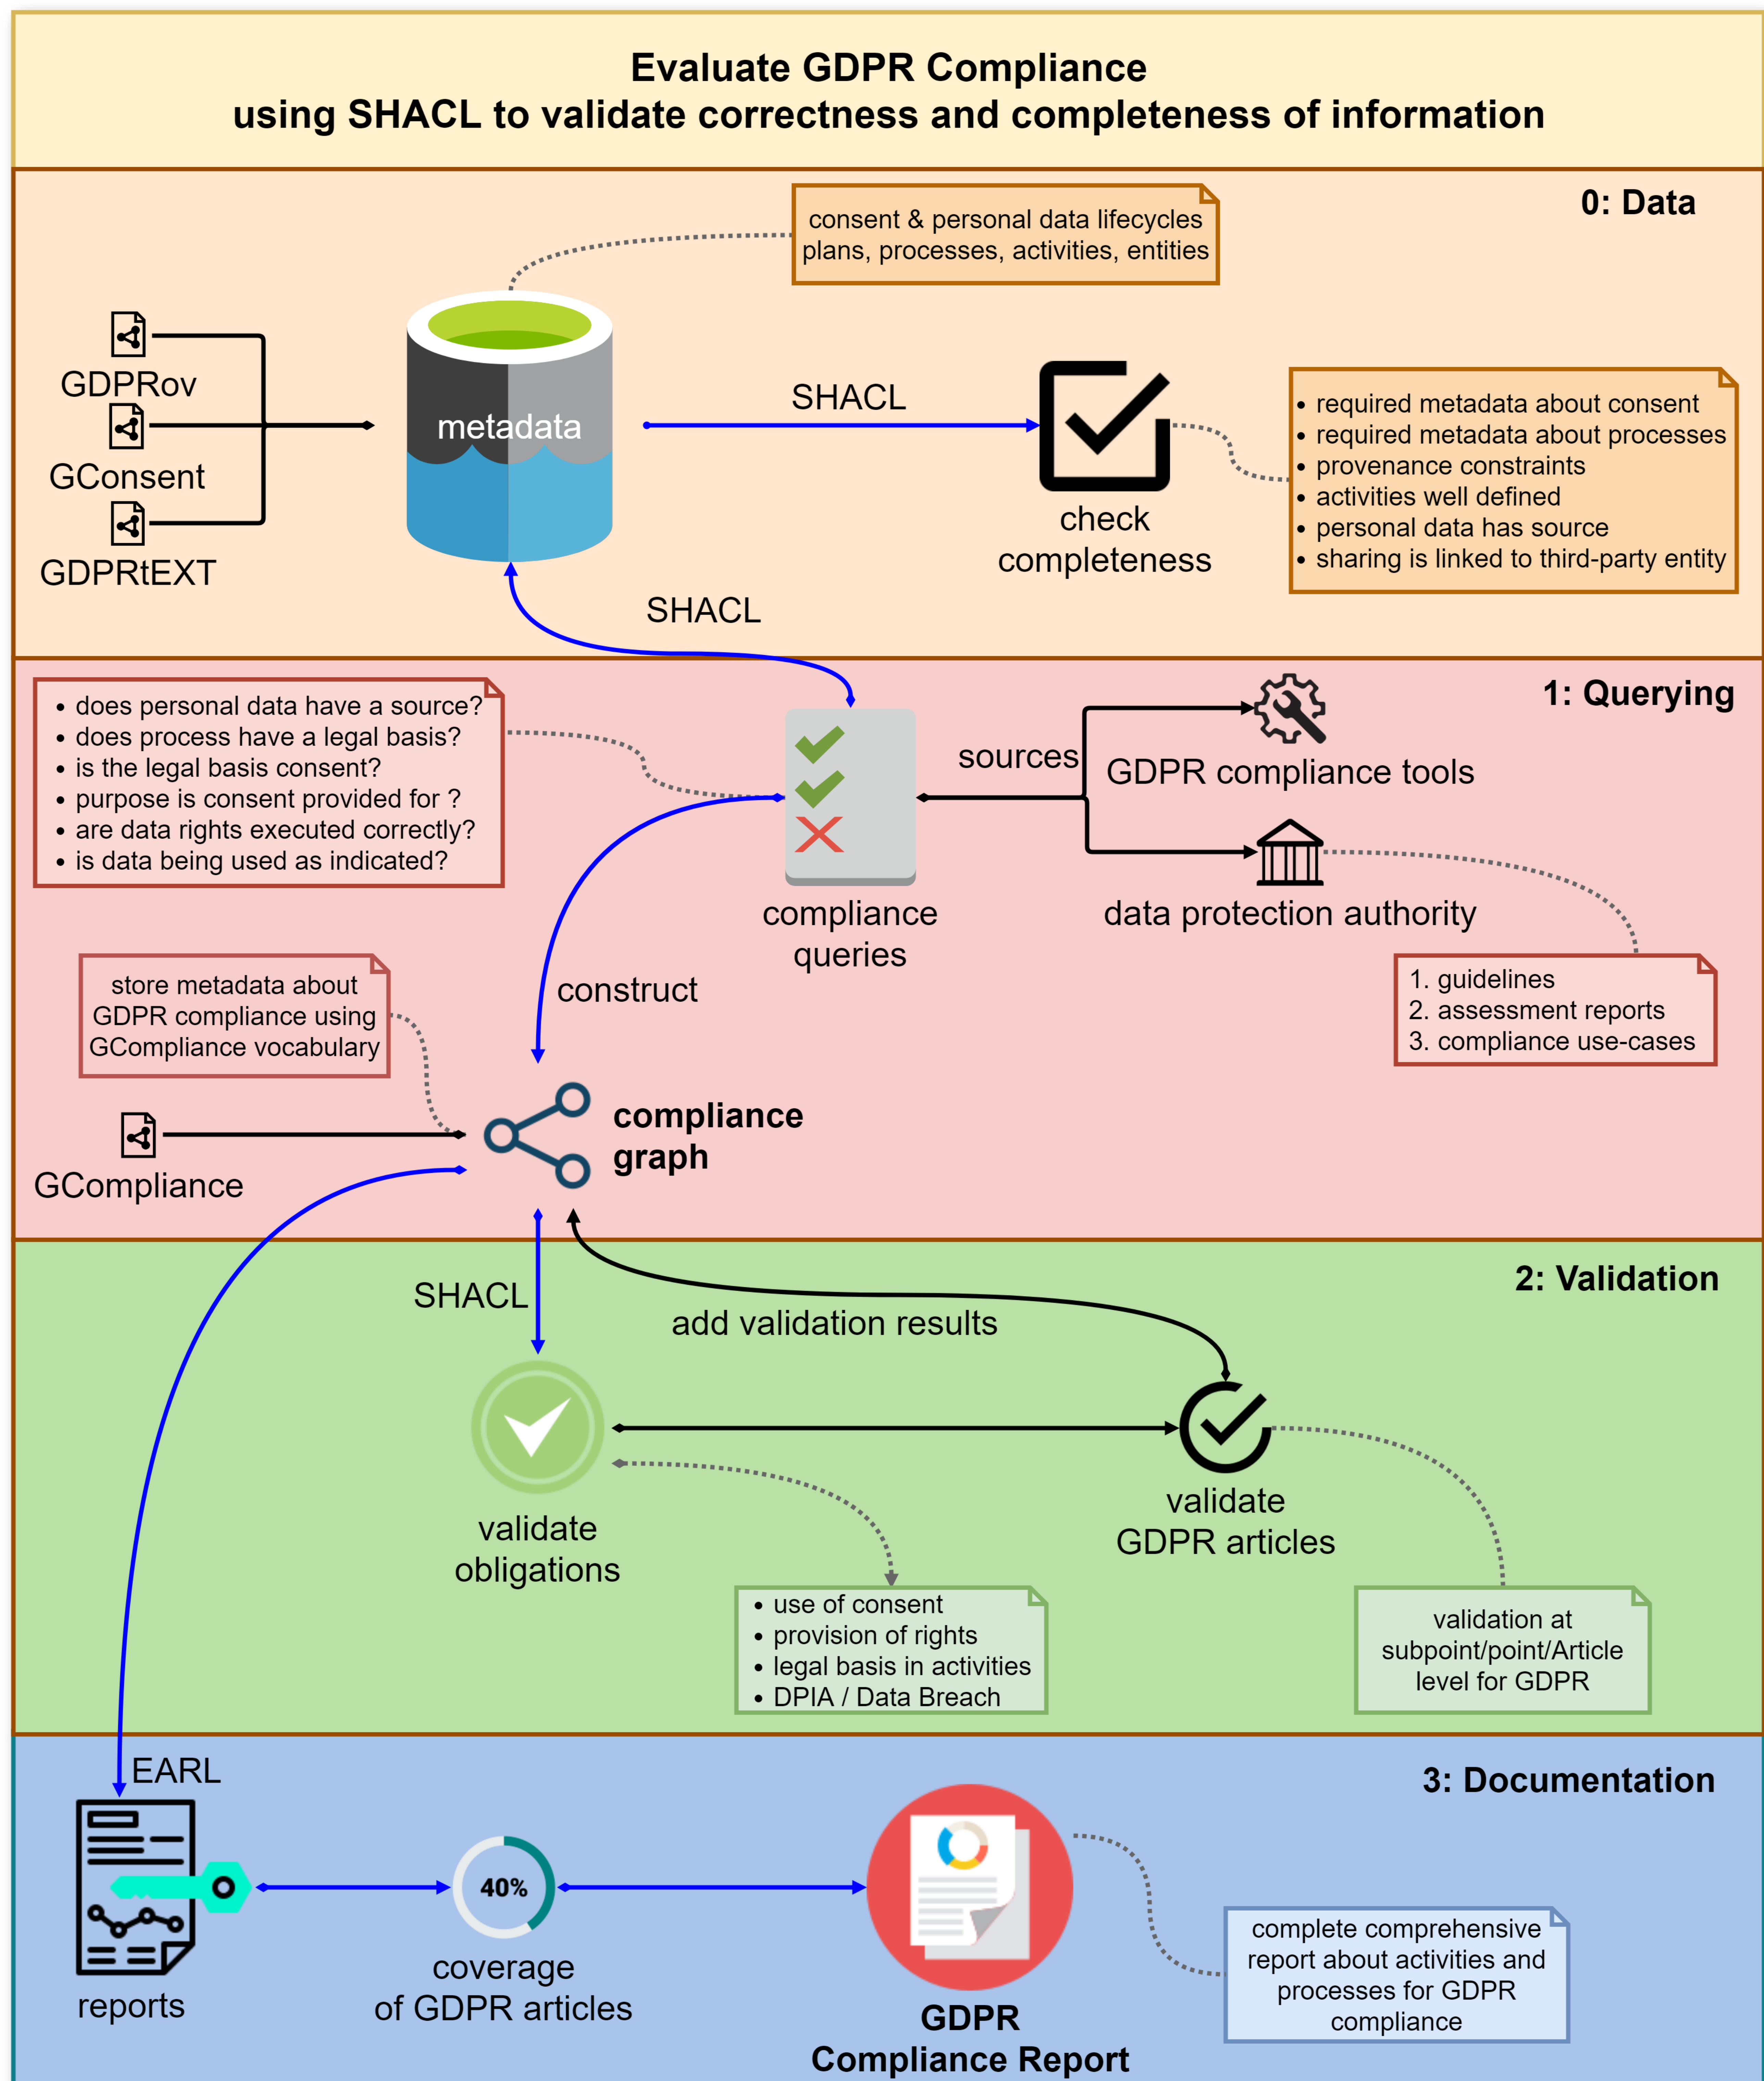 Evaluate GDPR Compliance
using SHACL to validate correctness and completeness of information
0: Data
consent & personal data lifecycles
plans, processes, activities, entities
GDPRov
GConsent
GDPRtEXT
metadata
SHACL
check
completeness
• required metadata about consent
• required metadata about processes
• provenance constraints
• activities well defined
• personal data has source
• sharing is linked to third-party entity
SHACL
1: Querying
• does personal data have a source?
• does process have a legal basis?
• is the legal basis consent?
• purpose is consent provided for ?
• are data rights executed correctly?
• is data being used as indicated?
compliance
queries
sources
GDPR compliance tools
data protection authority
1. guidelines
2. assessment reports
3. compliance use-cases
construct
store metadata about
GDPR compliance using
GCompliance vocabulary
GCompliance
compliance
graph
2: Validation
SHACL
add validation results
validate
obligations
validate
GDPR articles
• use of consent
• provision of rights
• legal basis in activities
• DPIA / Data Breach
validation at
subpoint/point/Article
level for GDPR
3: Documentation
EARL
reports
40%
coverage
of GDPR articles
GDPR
Compliance Report
complete comprehensive
report about activities and
processes for GDPR
compliance